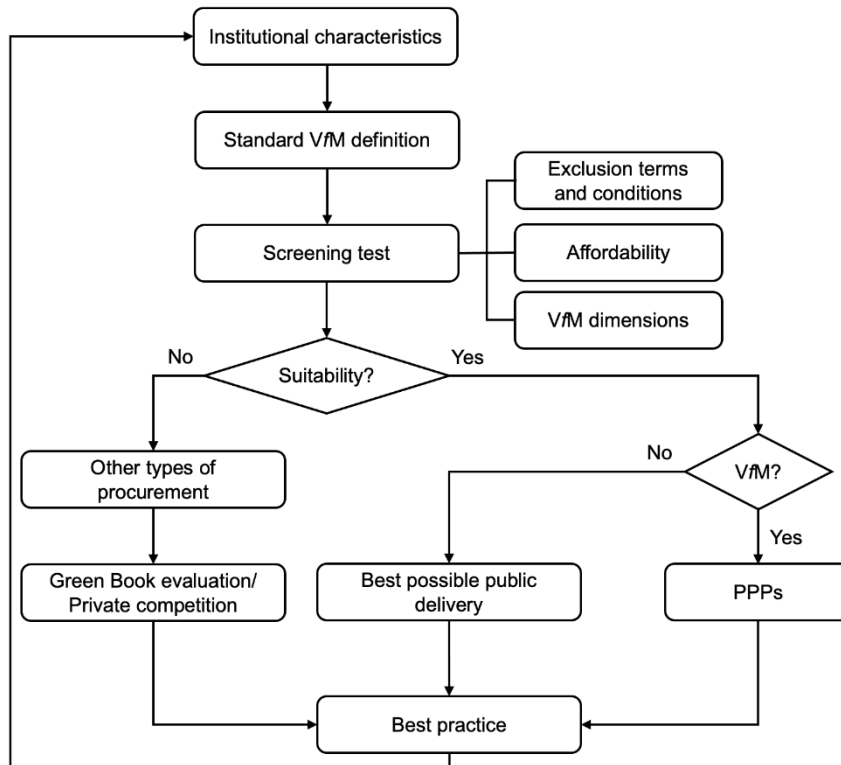 Institutional characteristics
Standard VfM definition
Exclusion terms
and conditions
Screening test
Affordability
VfM dimensions
No
Yes
Suitability?
Other types of
procurement
No
VfM?
Yes
Green Book evaluation/
Private competition
Best possible public
delivery
PPPs
Best practice